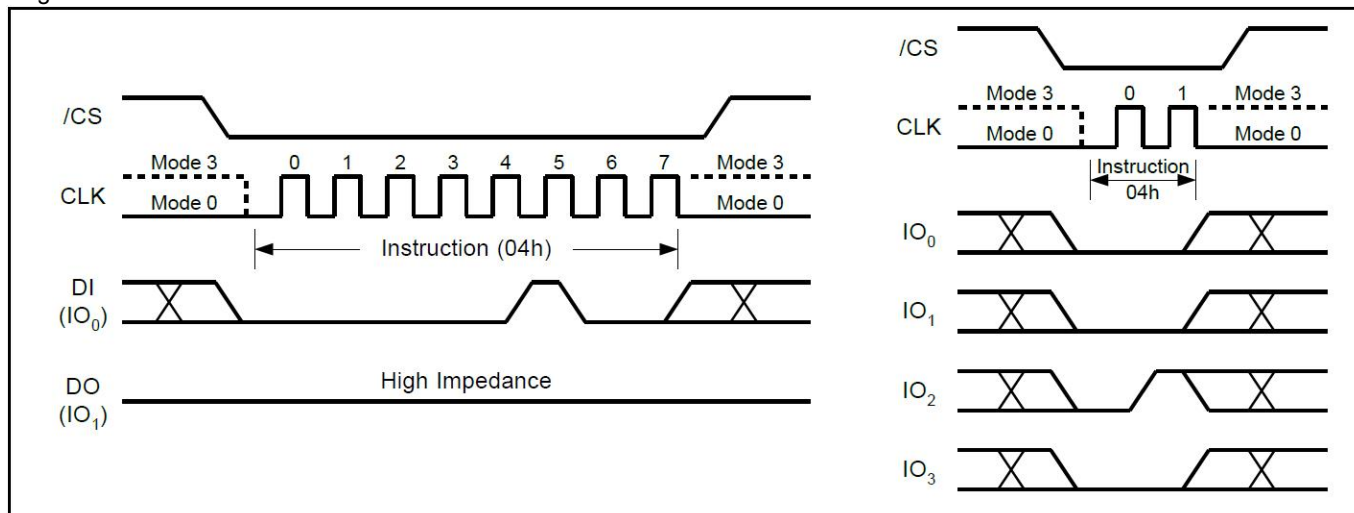 /CS
Mode 3 0 1 2 3 4 5 6 7 Mode 3
CLK
Mode 0 Mode 0
Instruction (04h)
DI
(IO0)
High Impedance
DO
(IO1)
/CS
Mode 3 0 1 Mode 3
CLK
Mode 0 Mode 0
Instruction
04h
IO0
IO1
IO2
IO3